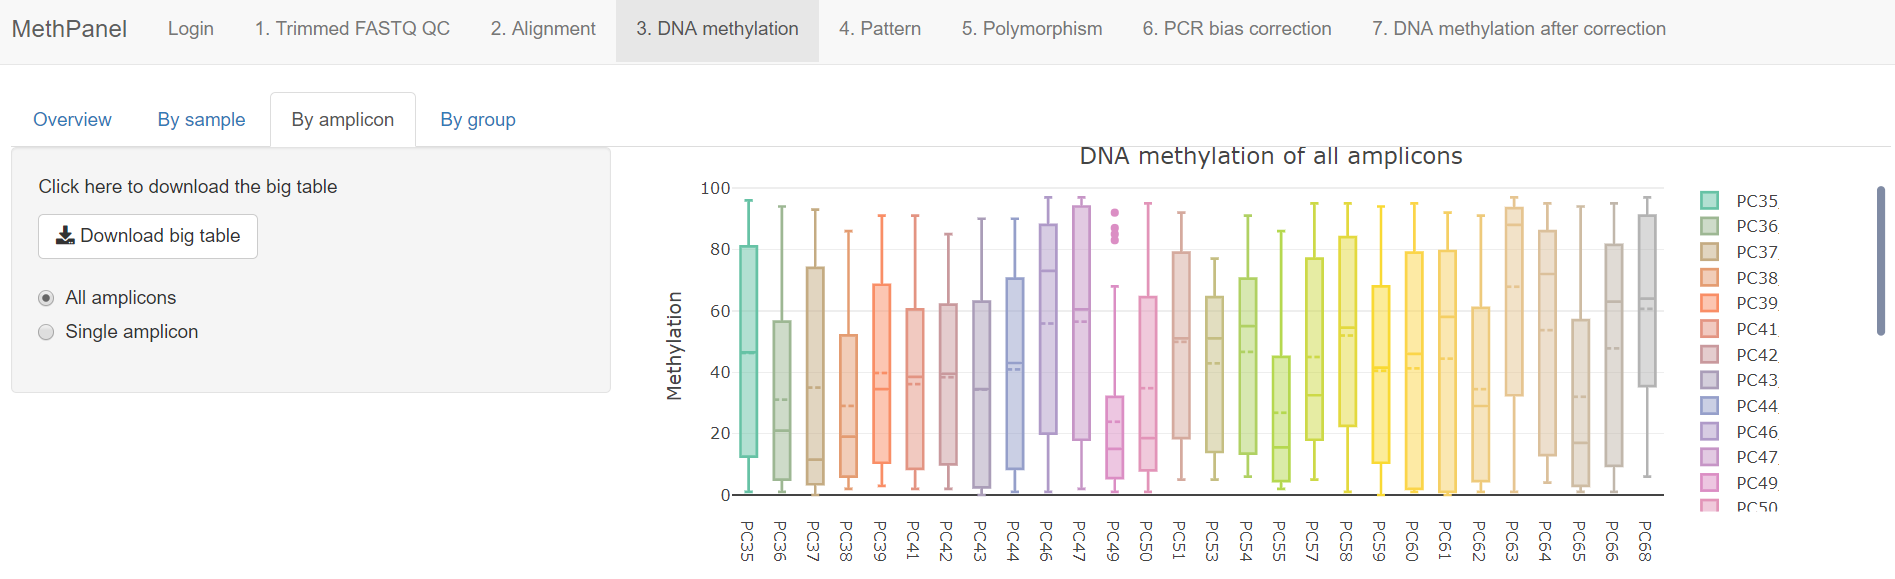 MethPanel Login 1. Trimmed FASTQ QC 2. Alignment 3. DNA methylation 4. Pattern 5. Polymorphism 6. PCR bias correction 7. DNA methylation after correction
Overview By sample By amplicon By group
Click here to download the big table
Download big table
All amplicons
Single amplicon
DNA methylation of all amplicons
Methylation
100
80
60
40
20
0
PC35 PC36 PC37 PC38 PC39 PC41 PC42 PC43 PC44 PC46 PC47 PC49 PC50 PC51 PC53 PC54 PC55 PC57 PC58 PC59 PC60 PC61 PC62 PC63 PC64 PC65 PC66 PC68
PC35
PC36
PC37
PC38
PC39
PC41
PC42
PC43
PC44
PC46
PC47
PC49
PC50